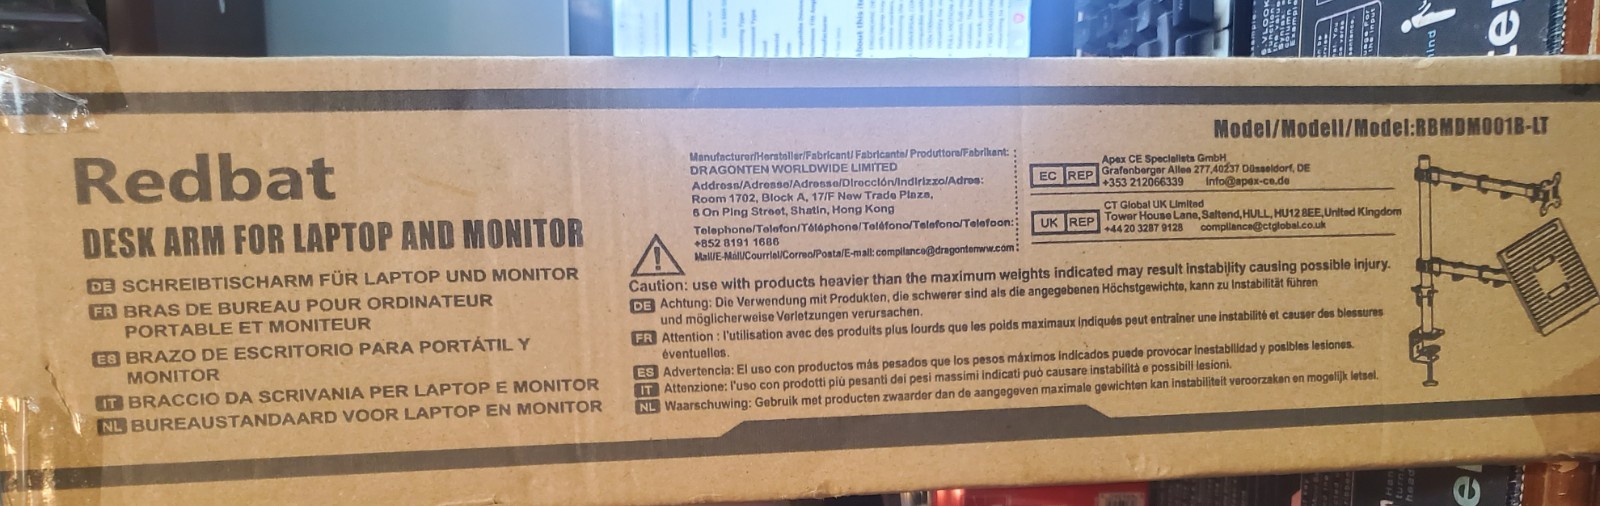 Redbat
DESK ARM FOR LAPTOP AND MONITOR
DE SCHREIBTISCHARM FÜR LAPTOP UND MONITOR
FR BRAS DE BUREAU POUR ORDINATEUR
PORTABLE ET MONITEUR
ES BRAZO DE ESCRITORIO PARA PORTÁTIL Y
MONITOR
IT BRACCIO DA SCRIVANIA PER LAPTOP E MONITOR
NL BUREAUSTANDAARD VOOR LAPTOP EN MONITOR
Manufacturer/Hersteller/Fabricant/ Fabricante/ Produttore/Fabrikant:
DRAGONTEN WORLDWIDE LIMITED
Address/Adresse/Adresse/Dirección/Indirizzo/Adres:
Room 1702, Block A, 17/F New Trade Plaza,
6 On Ping Street, Shatin, Hong Kong
Telephone/Telefon/Téléphone/Teléfono/Telefono/Telefoon:
+852 8191 1686
Mail/E-Mail/Courriel/Correo/Posta/E-mail: compliance@dragontenww.com
Model/Modell/Model:RBMDM001B-LT
EC REP
Apex CE Specialists GmbH
Grafenberger Allee 277,40237 Düsseldorf, DE
+353 212066339 Info@apex-ce.de
UK REP
CT Global UK Limited
Tower House Lane, Saltend, HULL, HU12 8EE, United Kingdom
+44 20 3287 9128 compliance@ctglobal.co.uk
Caution: use with products heavier than the maximum weights indicated may result instability causing possible injury.
DE Achtung: Die Verwendung mit Produkten, die schwerer sind als die angegebenen Höchstgewichte, kann zu Instabilität führen
und möglicherweise Verletzungen verursachen.
FR Attention : l'utilisation avec des produits plus lourds que les poids maximaux indiqués peut entraîner une instabilité et causer des blessures
éventuelles.
ES Advertencia: El uso con productos más pesados que los pesos máximos indicados puede provocar inestabilidad y posibles lesiones.
IT Attenzione: l'uso con prodotti più pesanti dei pesi massimi indicati può causare instabilità e possibili lesioni.
NL Waarschuwing: Gebruik met producten zwaarder dan de aangegeven maximale gewichten kan instabiliteit veroorzaken en mogelijk letsel.